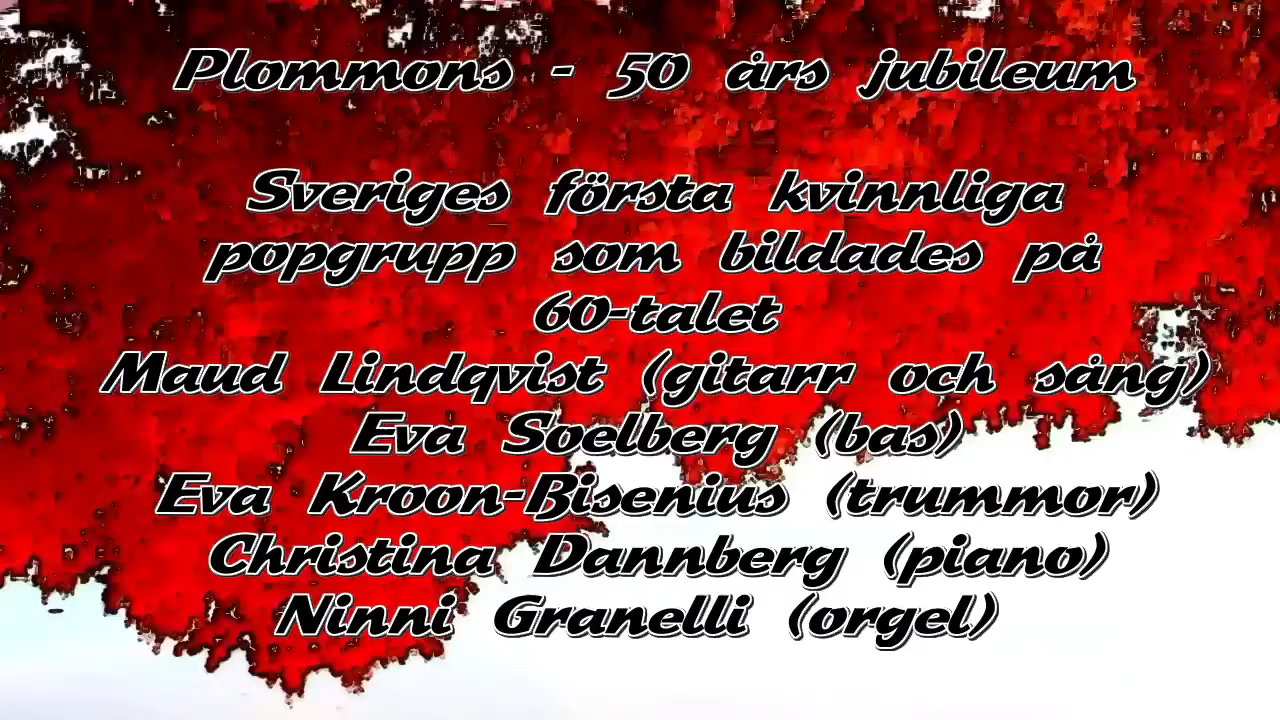 Plommons - 50 års jubileum
Sveriges första kvinnliga
popgrupp som bildades på
60-talet
Maud Lindqvist (gitarr och sång)
Eva Soelberg (bas)
Eva Kroon-Bisenius (trummor)
Christina Dannberg (piano)
Ninni Granelli (orgel)